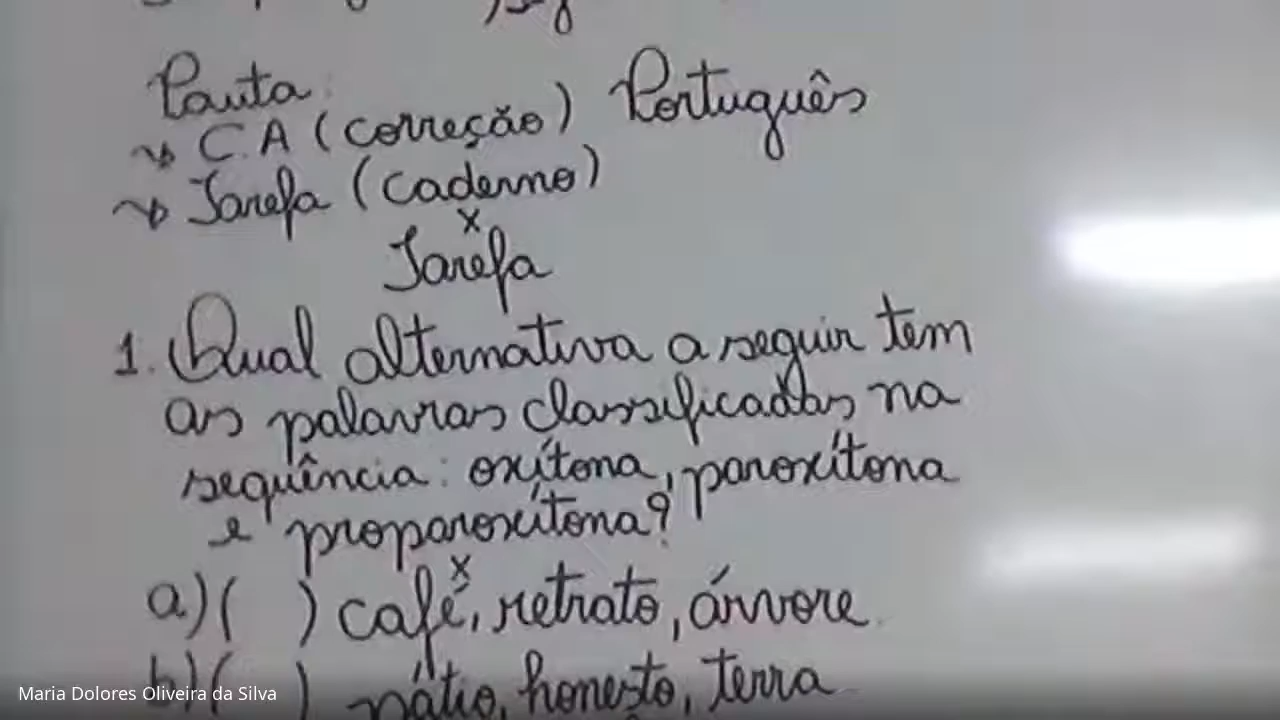 Pauta:
C.A (correção) Português
Tarefa (caderno)
x
Tarefa
1. Qual alternativa a seguir tem
as palavras classificadas na
sequência: oxítona, paroxítona
e proparoxítona?
x
a) ( ) café, retrato, árvore.
b) ( ) pátio, honesto, terra
Maria Dolores Oliveira da Silva